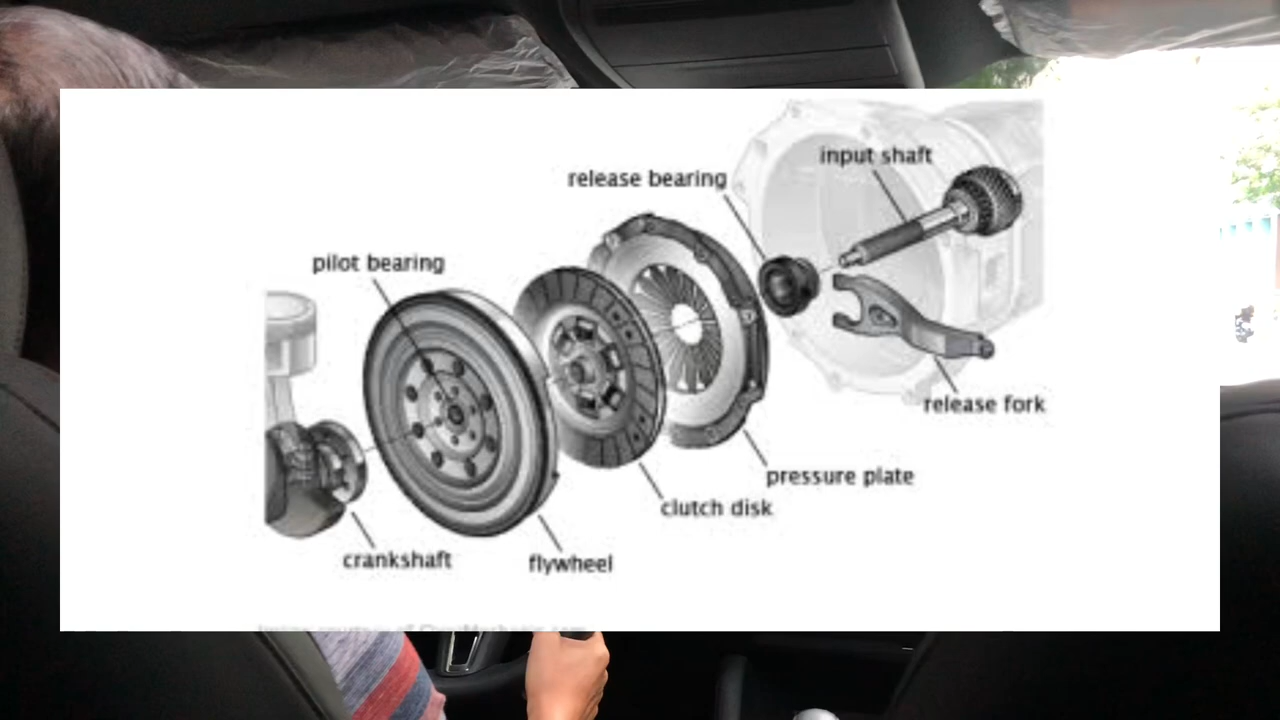 input shaft
release bearing
pilot bearing
release fork
pressure plate
clutch disk
crankshaft
flywheel